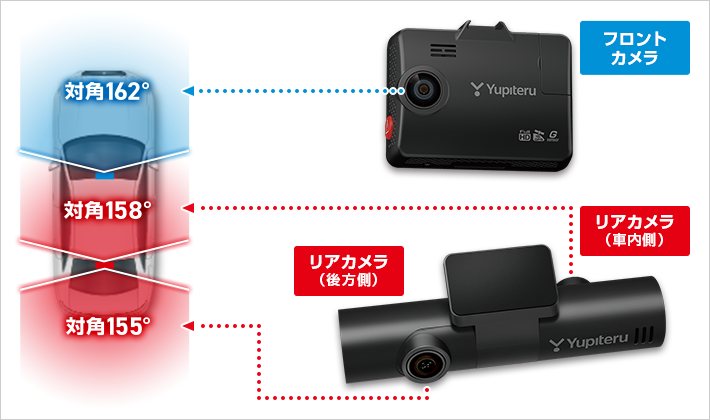 フロント
カメラ
対角162°
Yupiteru
Full
HD
G
対角158°
リアカメラ
（車内側）
リアカメラ
（後方側）
対角155°
Yupiteru